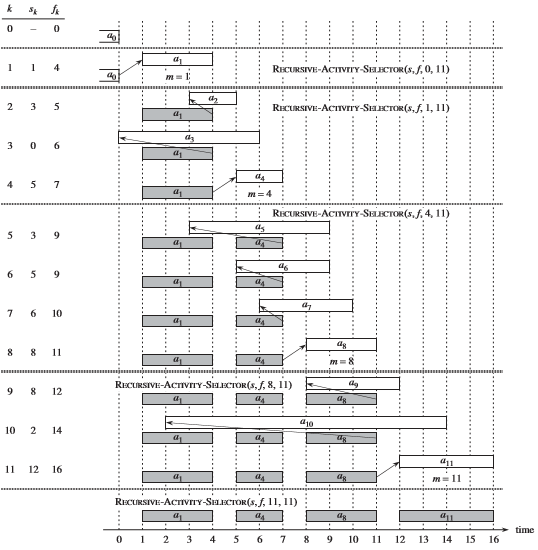 k s_k f_k
0 – 0
a_0
1 1 4
a_1
a_0
m = 1
RECURSIVE-ACTIVITY-SELECTOR(s, f, 0, 11)
2 3 5
a_2
RECURSIVE-ACTIVITY-SELECTOR(s, f, 1, 11)
a_1
3 0 6
a_3
a_1
4 5 7
a_4
a_1
m = 4
RECURSIVE-ACTIVITY-SELECTOR(s, f, 4, 11)
5 3 9
a_5
a_1 a_4
6 5 9
a_6
a_1 a_4
7 6 10
a_7
a_1 a_4
8 8 11
a_8
a_1 a_4
m = 8
9 8 12
RECURSIVE-ACTIVITY-SELECTOR(s, f, 8, 11)
a_9
a_1 a_4 a_8
10 2 14
a_10
a_1 a_4 a_8
11 12 16
a_11
a_1 a_4 a_8
m = 11
RECURSIVE-ACTIVITY-SELECTOR(s, f, 11, 11)
a_1 a_4 a_8 a_11
time
0 1 2 3 4 5 6 7 8 9 10 11 12 13 14 15 16